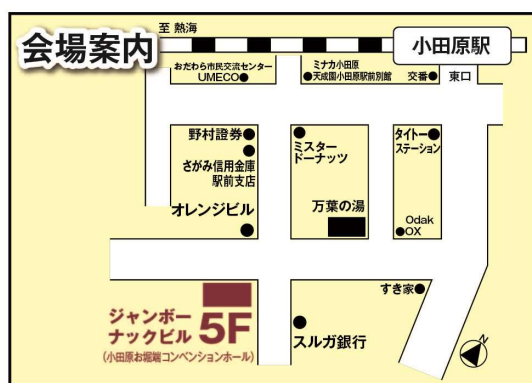 至 熱海
会場案内
小田原駅
おだわら市民交流センター
UMECO
ミナカ小田原
天成園小田原駅前別館
交番
東口
野村證券
さがみ信用金庫
駅前支店
オレンジビル
ミスター
ドーナッツ
万葉の湯
タイトー
ステーション
Odak
OX
すき家
ジャンボー
ナックビル
5F
(小田原お堀端コンベンションホール)
スルガ銀行
N